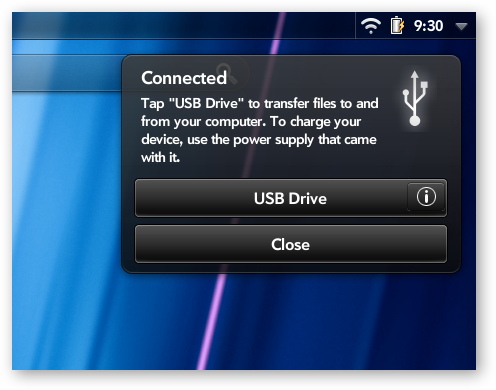 9:30
Connected
Tap "USB Drive" to transfer files to and
from your computer. To charge your
device, use the power supply that came
with it.
USB Drive
Close